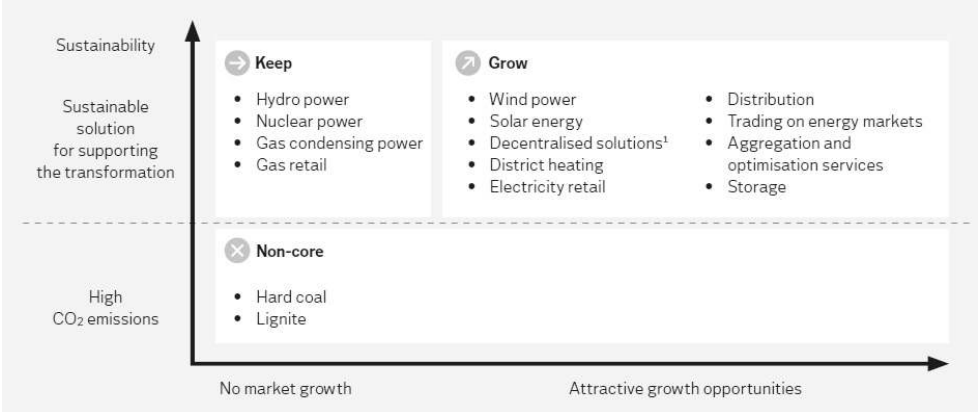 Sustainability
Sustainable
solution
for supporting
the transformation
Keep
• Hydro power
• Nuclear power
• Gas condensing power
• Gas retail
Grow
• Wind power
• Solar energy
• Decentralised solutions¹
• District heating
• Electricity retail
• Distribution
• Trading on energy markets
• Aggregation and
optimisation services
• Storage
High
CO₂ emissions
Non-core
• Hard coal
• Lignite
No market growth
Attractive growth opportunities